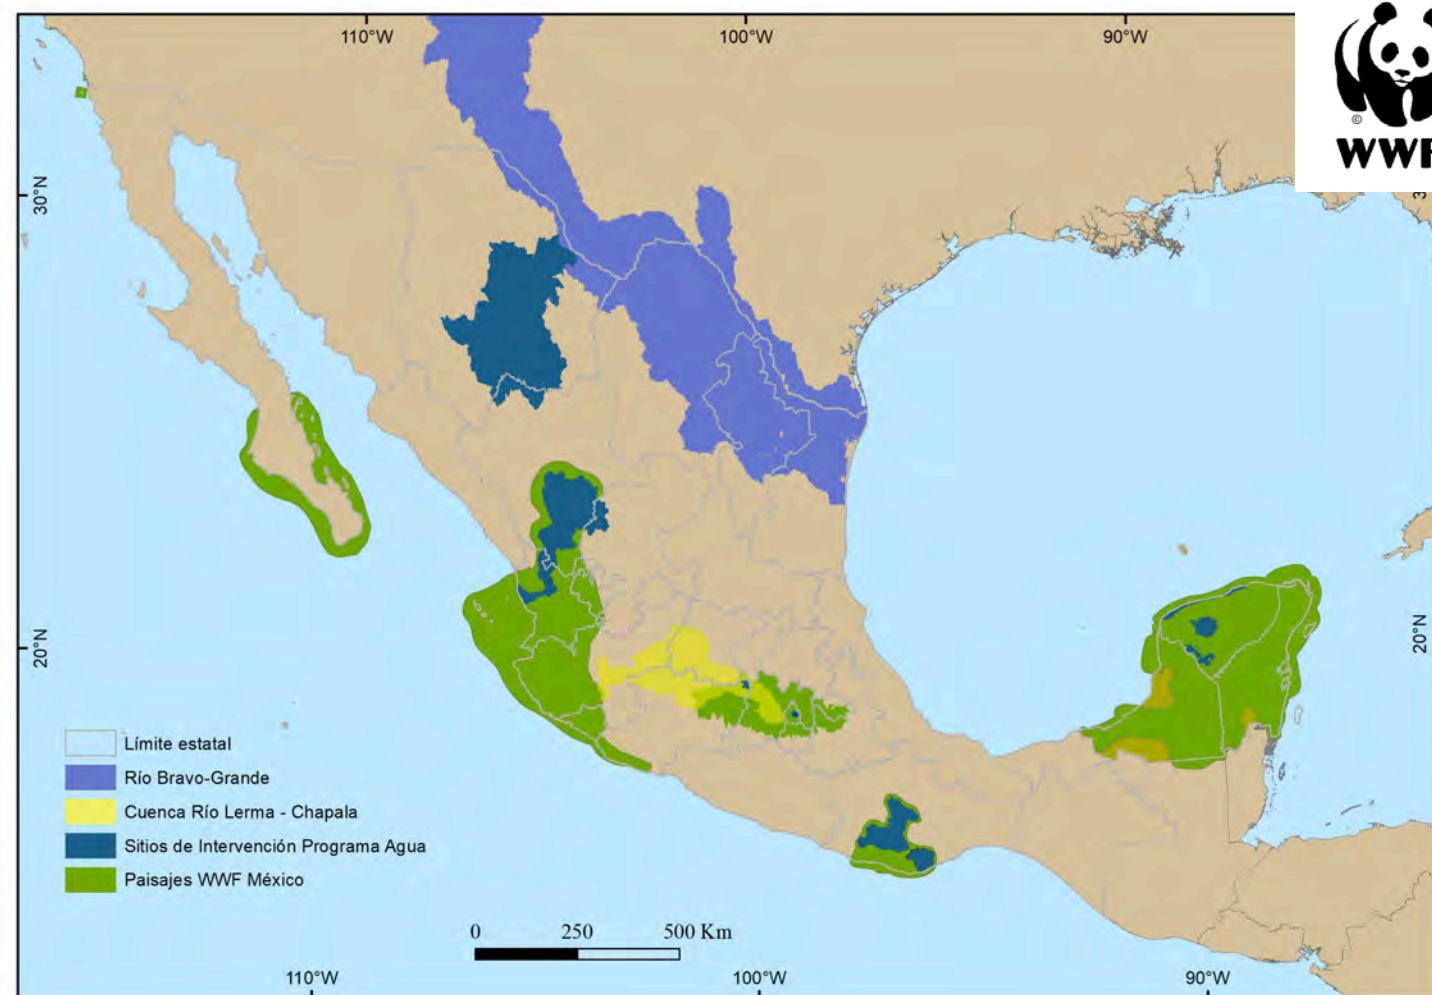 110°W
100°W
90°W
©
WWF
30°N
20°N
20°N
Límite estatal
Río Bravo-Grande
Cuenca Río Lerma - Chapala
Sitios de Intervención Programa Agua
Paisajes WWF México
0 250 500 Km
110°W
100°W
90°W